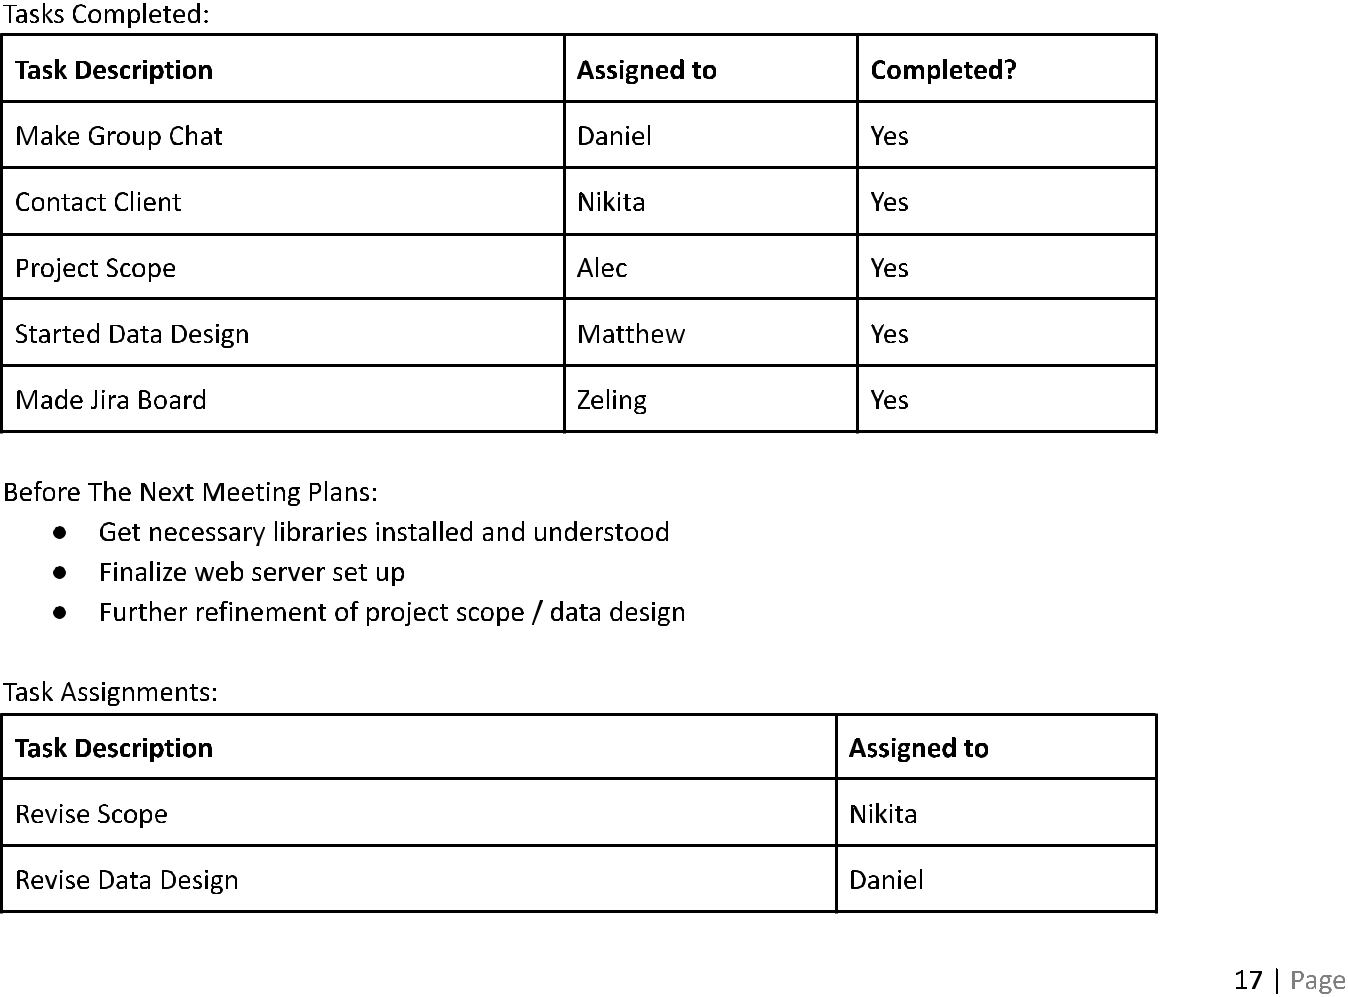 Tasks Completed:
Task Description Assigned to Completed?
Make Group Chat Daniel Yes
Contact Client Nikita Yes
Project Scope Alec Yes
Started Data Design Matthew Yes
Made Jira Board Zeling Yes
Before The Next Meeting Plans:
● Get necessary libraries installed and understood
● Finalize web server set up
● Further refinement of project scope / data design
Task Assignments:
Task Description Assigned to
Revise Scope Nikita
Revise Data Design Daniel
17 | Page